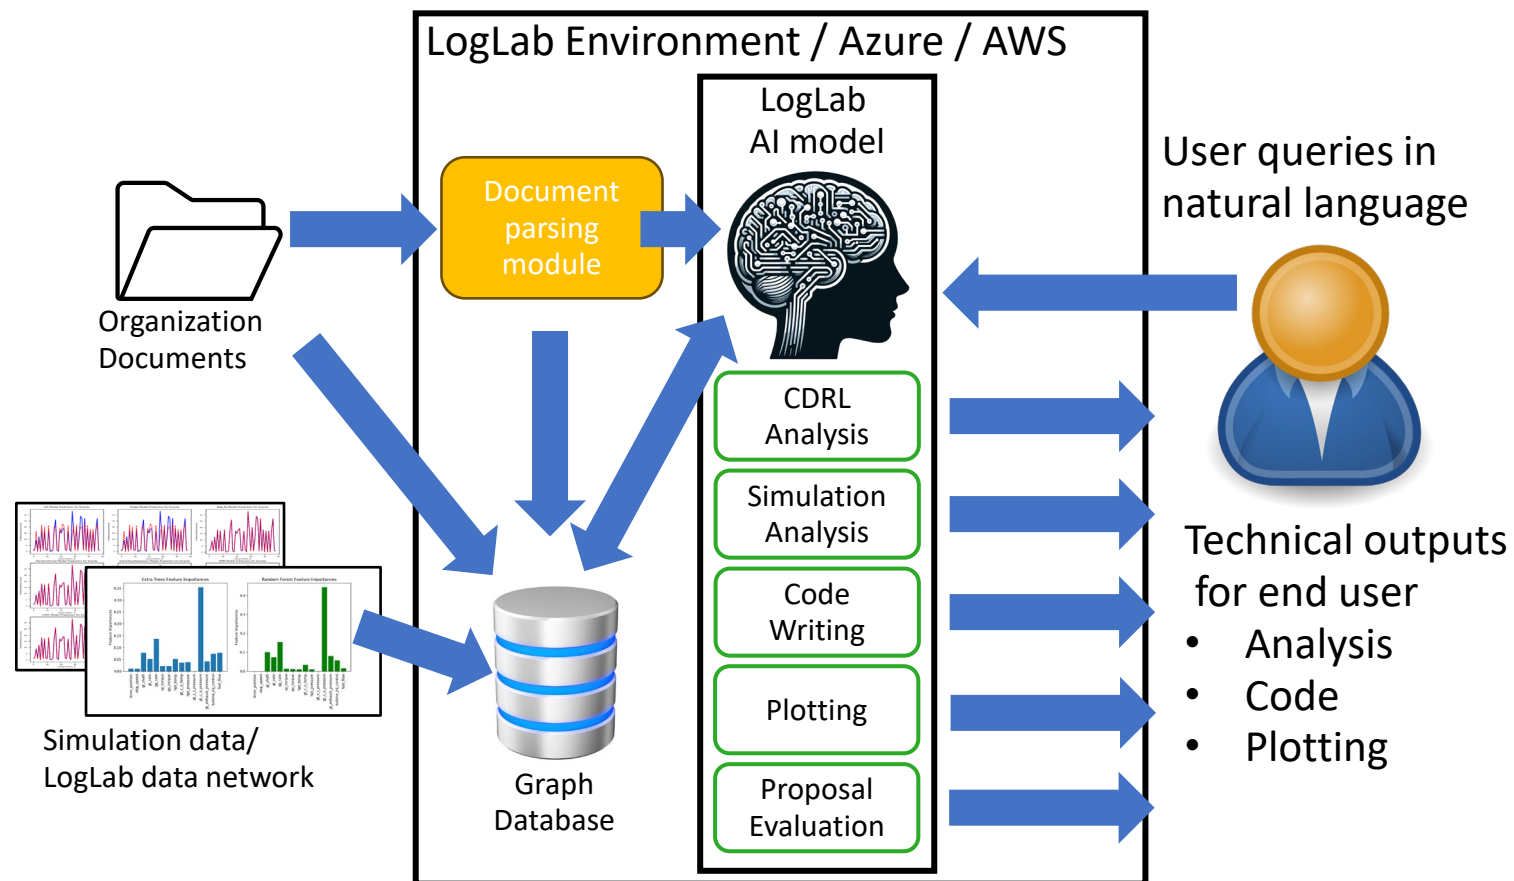 LogLab Environment / Azure / AWS
LogLab
AI model
User queries in
natural language
Document
parsing
module
Organization
Documents
CDRL
Analysis
Simulation
Analysis
Code
Writing
Plotting
Proposal
Evaluation
Technical outputs
for end user
• Analysis
• Code
• Plotting
Extra Trees Feature Importances
Random Forest Feature Importances
Simulation data/
LogLab data network
Graph
Database